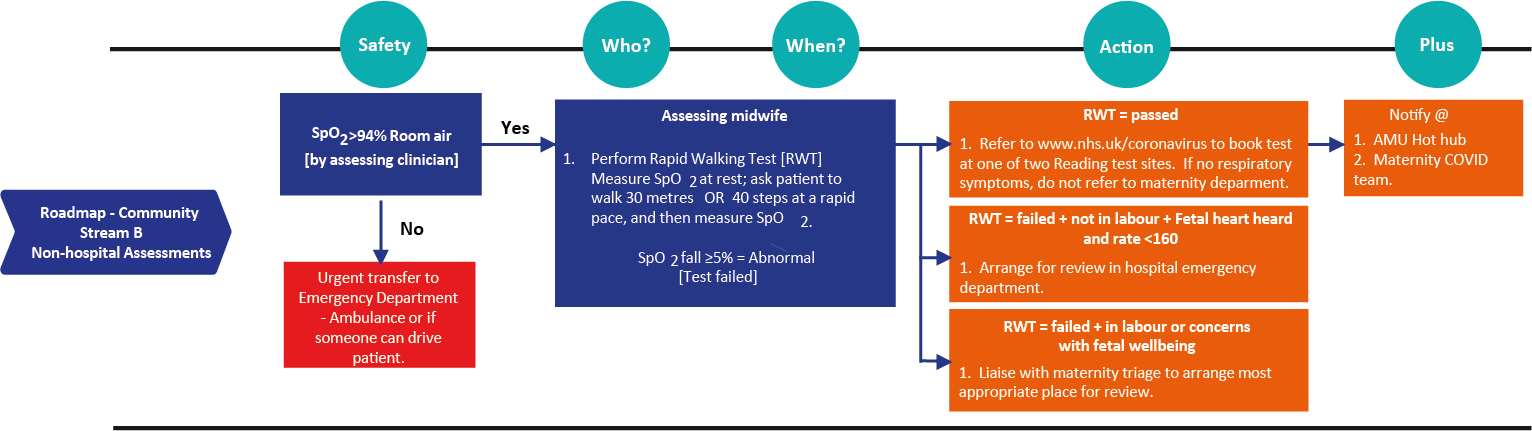 Safety
Who?
When?
Action
Plus
Roadmap - Community
Stream B
Non-hospital Assessments
SpO2>94% Room air
[by assessing clinician]
Yes
No
Urgent transfer to
Emergency Department
- Ambulance or if
someone can drive
patient.
Assessing midwife
1. Perform Rapid Walking Test [RWT]
Measure SpO 2 at rest; ask patient to
walk 30 metres OR 40 steps at a rapid
pace, and then measure SpO 2.
SpO 2 fall ≥5% = Abnormal
[Test failed]
RWT = passed
1. Refer to www.nhs.uk/coronavirus to book test
at one of two Reading test sites. If no respiratory
symptoms, do not refer to maternity deparment.
RWT = failed + not in labour + Fetal heart heard
and rate <160
1. Arrange for review in hospital emergency
department.
RWT = failed + in labour or concerns
with fetal wellbeing
1. Liaise with maternity triage to arrange most
appropriate place for review.
Notify @
1. AMU Hot hub
2. Maternity COVID
team.